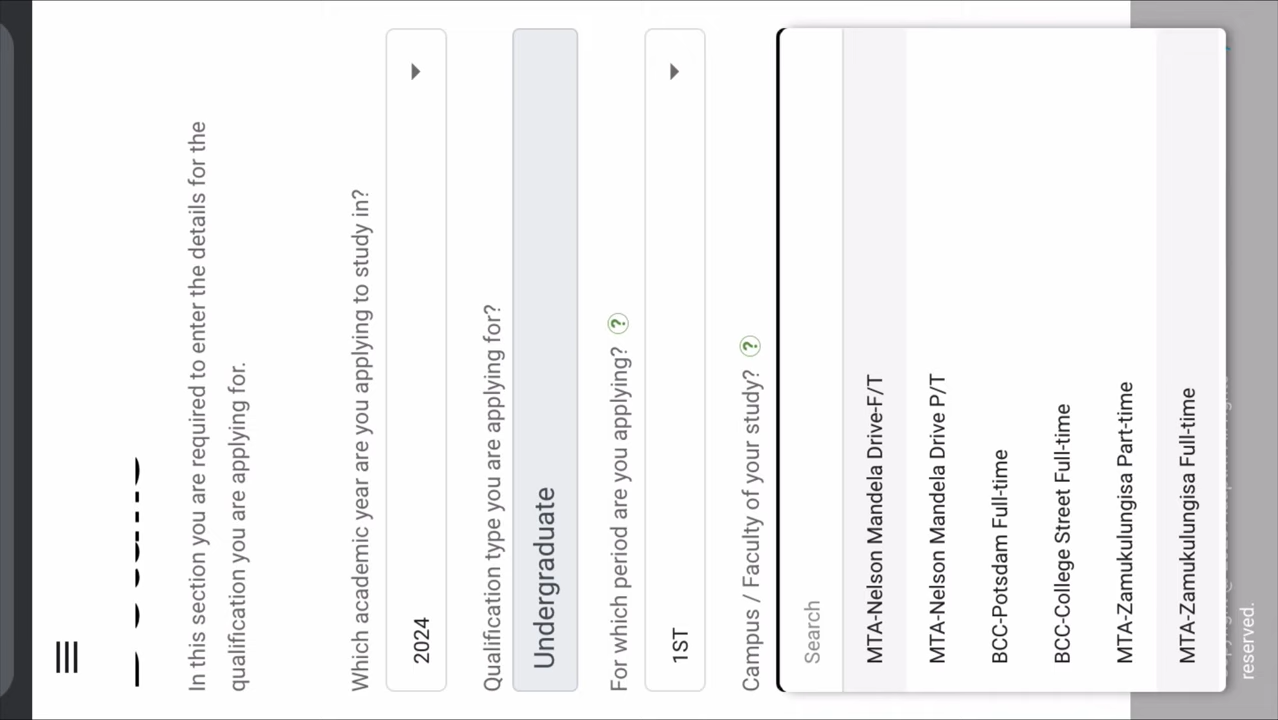 In this section you are required to enter the details for the
qualification you are applying for.
Which academic year are you applying to study in?
2024
Qualification type you are applying for?
Undergraduate
For which period are you applying? ?
1ST
Campus / Faculty of your study? ?
Search
MTA-Nelson Mandela Drive-F/T
MTA-Nelson Mandela Drive P/T
BCC-Potsdam Full-time
BCC-College Street Full-time
MTA-Zamukulungisa Part-time
MTA-Zamukulungisa Full-time
reserved.